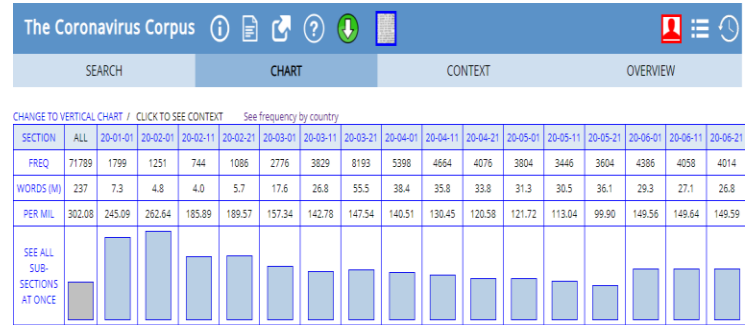 The Coronavirus Corpus
SEARCH CHART CONTEXT OVERVIEW
CHANGE TO VERTICAL CHART / CLICK TO SEE CONTEXT See frequency by country
SECTION ALL 20-01-01 20-02-01 20-02-11 20-02-21 20-03-01 20-03-11 20-03-21 20-04-01 20-04-11 20-04-21 20-05-01 20-05-11 20-05-21 20-06-01 20-06-11 20-06-21
FREQ 71789 1799 1251 744 1086 2776 3829 8193 5398 4664 4076 3804 3446 3604 4386 4058 4014
WORDS (M) 237 7.3 4.8 4.0 5.7 17.6 26.8 55.5 38.4 35.8 33.8 31.3 30.5 36.1 29.3 27.1 26.8
PER MIL 302.08 245.09 262.64 185.89 189.57 157.34 142.78 147.54 140.51 130.45 120.58 121.72 113.04 99.90 149.56 149.64 149.59
SEE ALL
SUB-
SECTIONS
AT ONCE